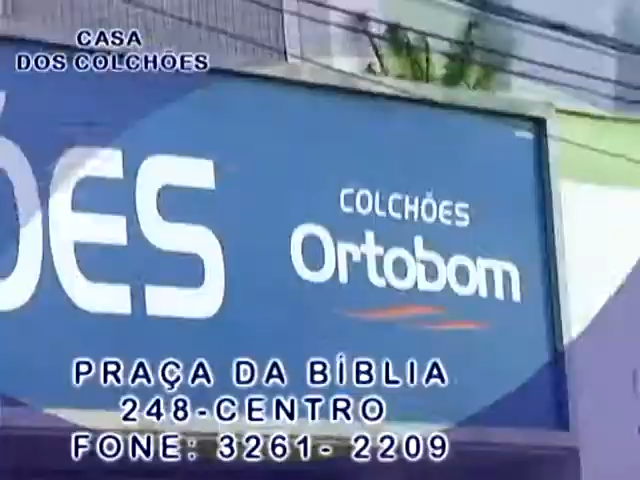 CASA
DOS COLCHÕES
ÕES
COLCHÕES
Ortobom
PRAÇA DA BÍBLIA
248-CENTRO
FONE: 3261- 2209